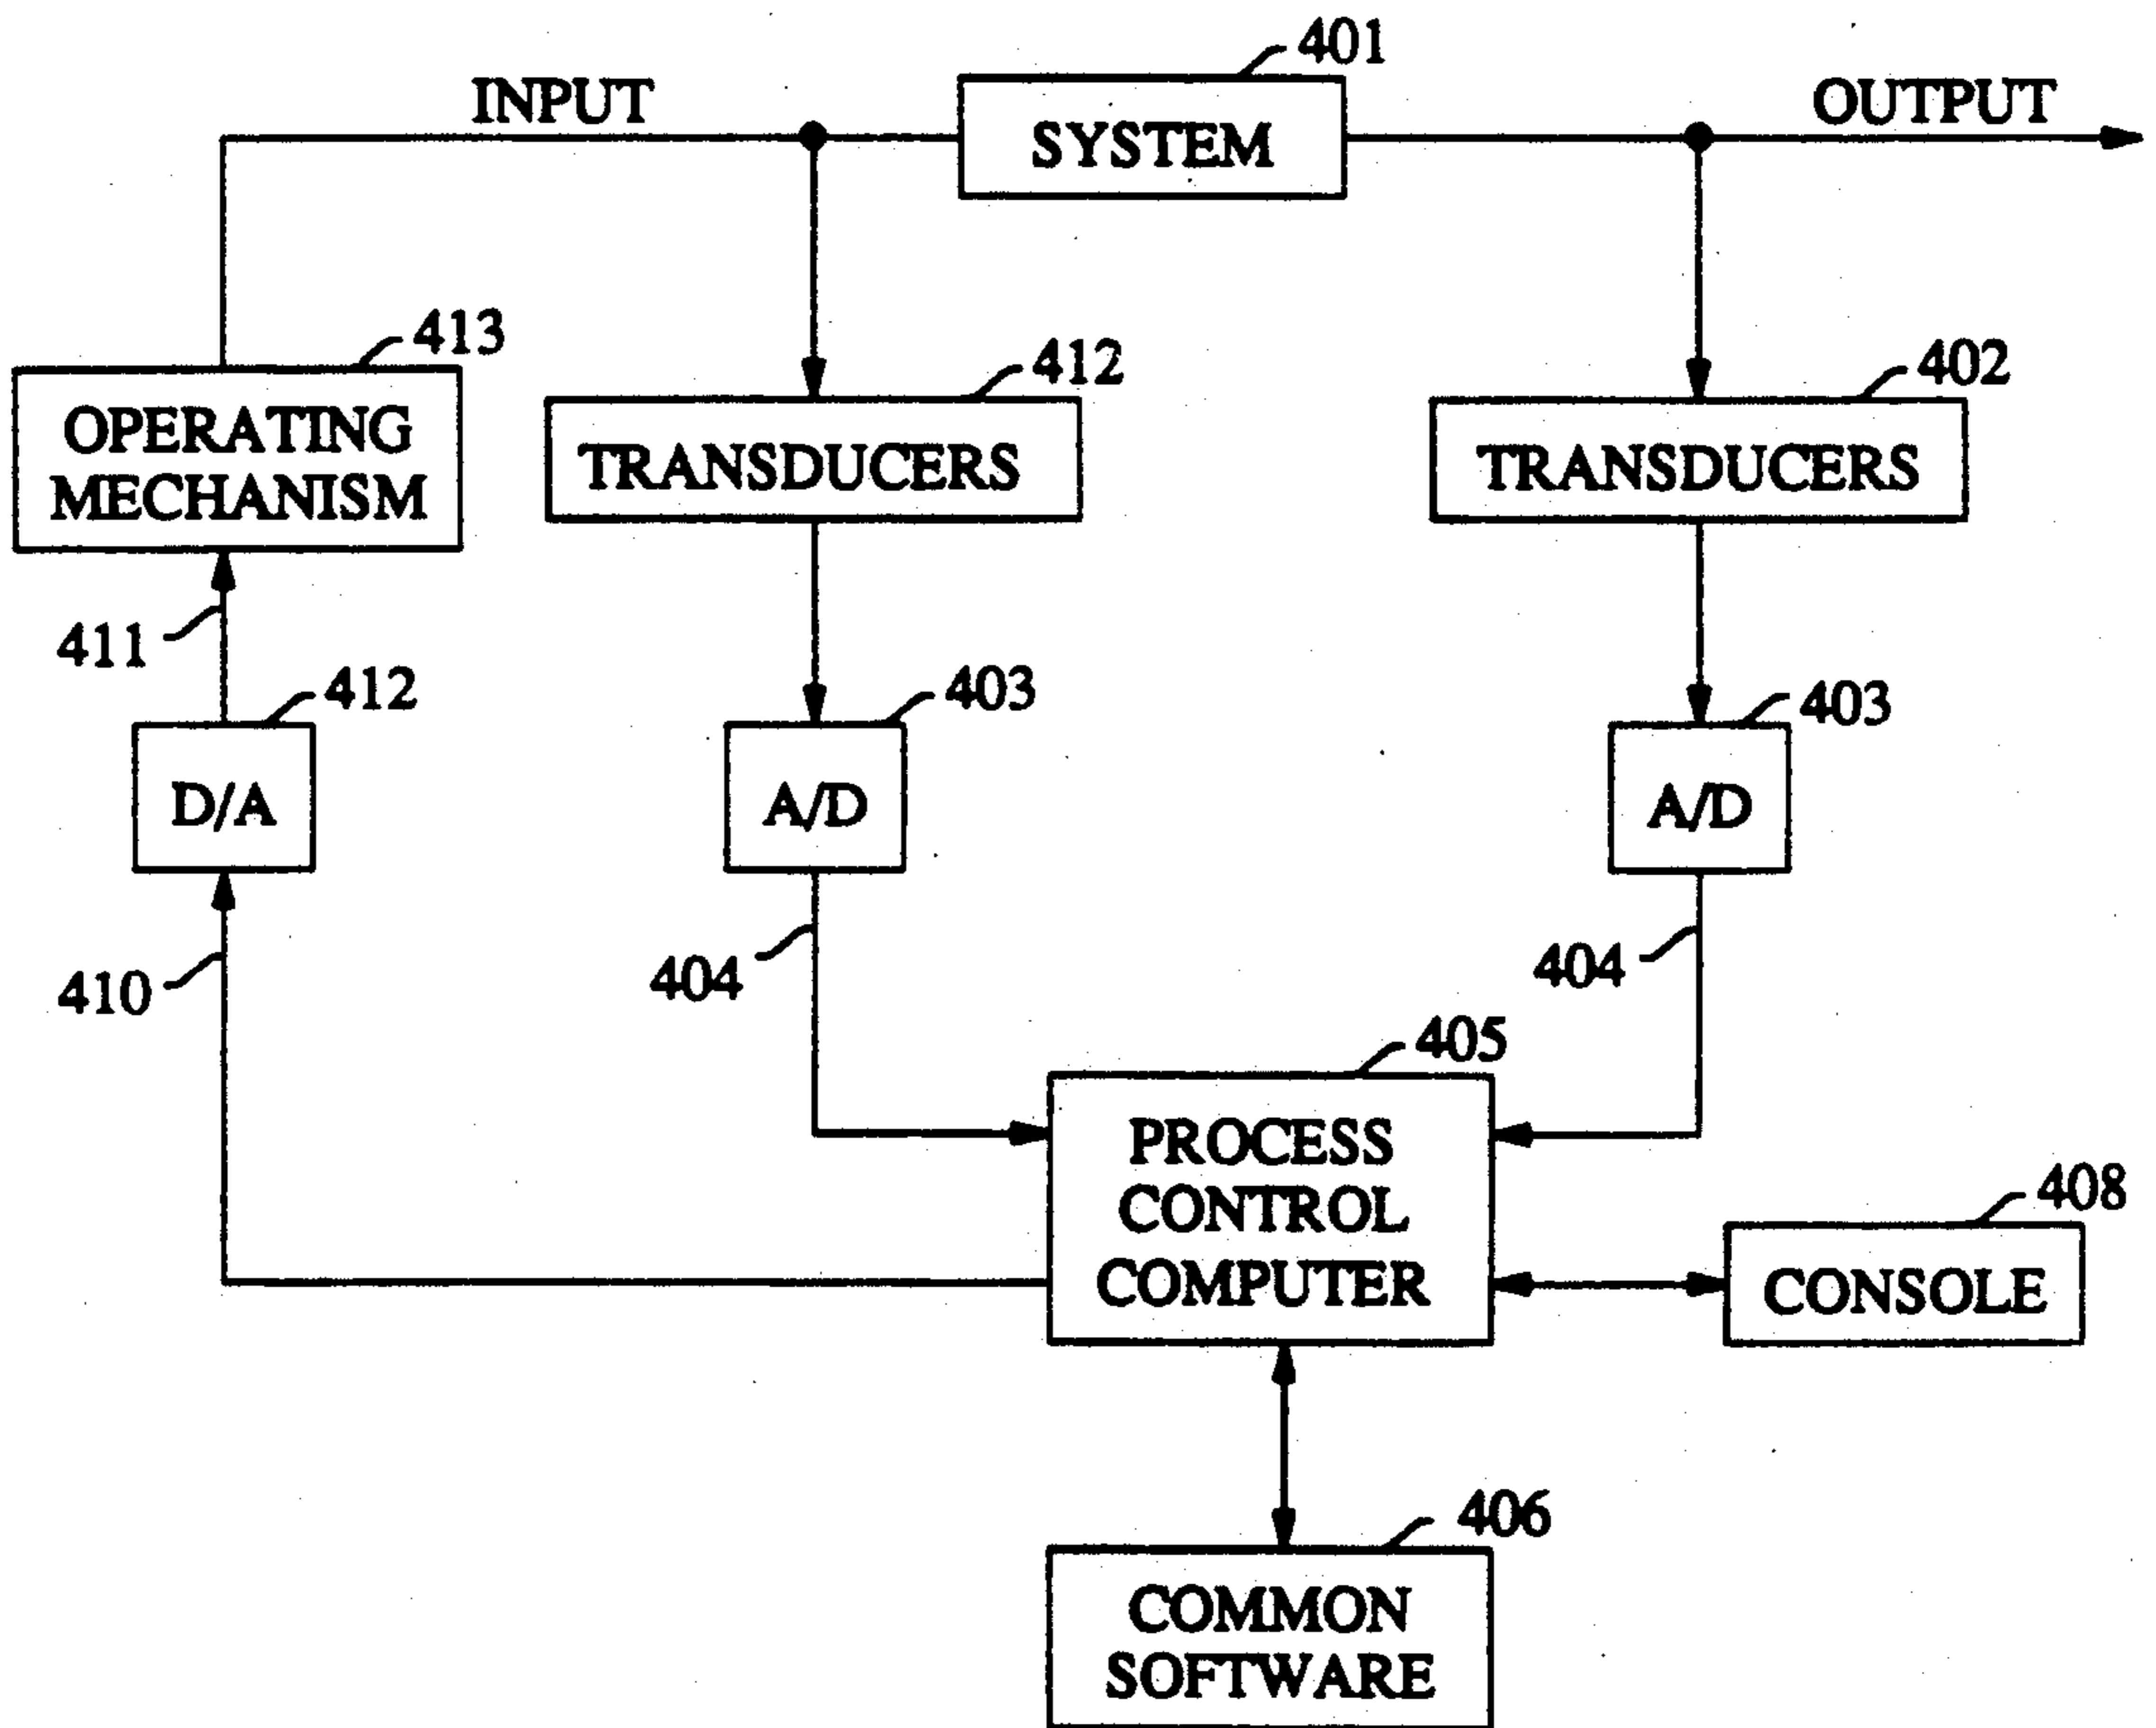 401
INPUT
OUTPUT
SYSTEM
413
412
402
OPERATING
MECHANISM
TRANSDUCERS
TRANSDUCERS
411
412
403
403
D/A
A/D
A/D
410
404
404
405
PROCESS
CONTROL
COMPUTER
408
CONSOLE
406
COMMON
SOFTWARE